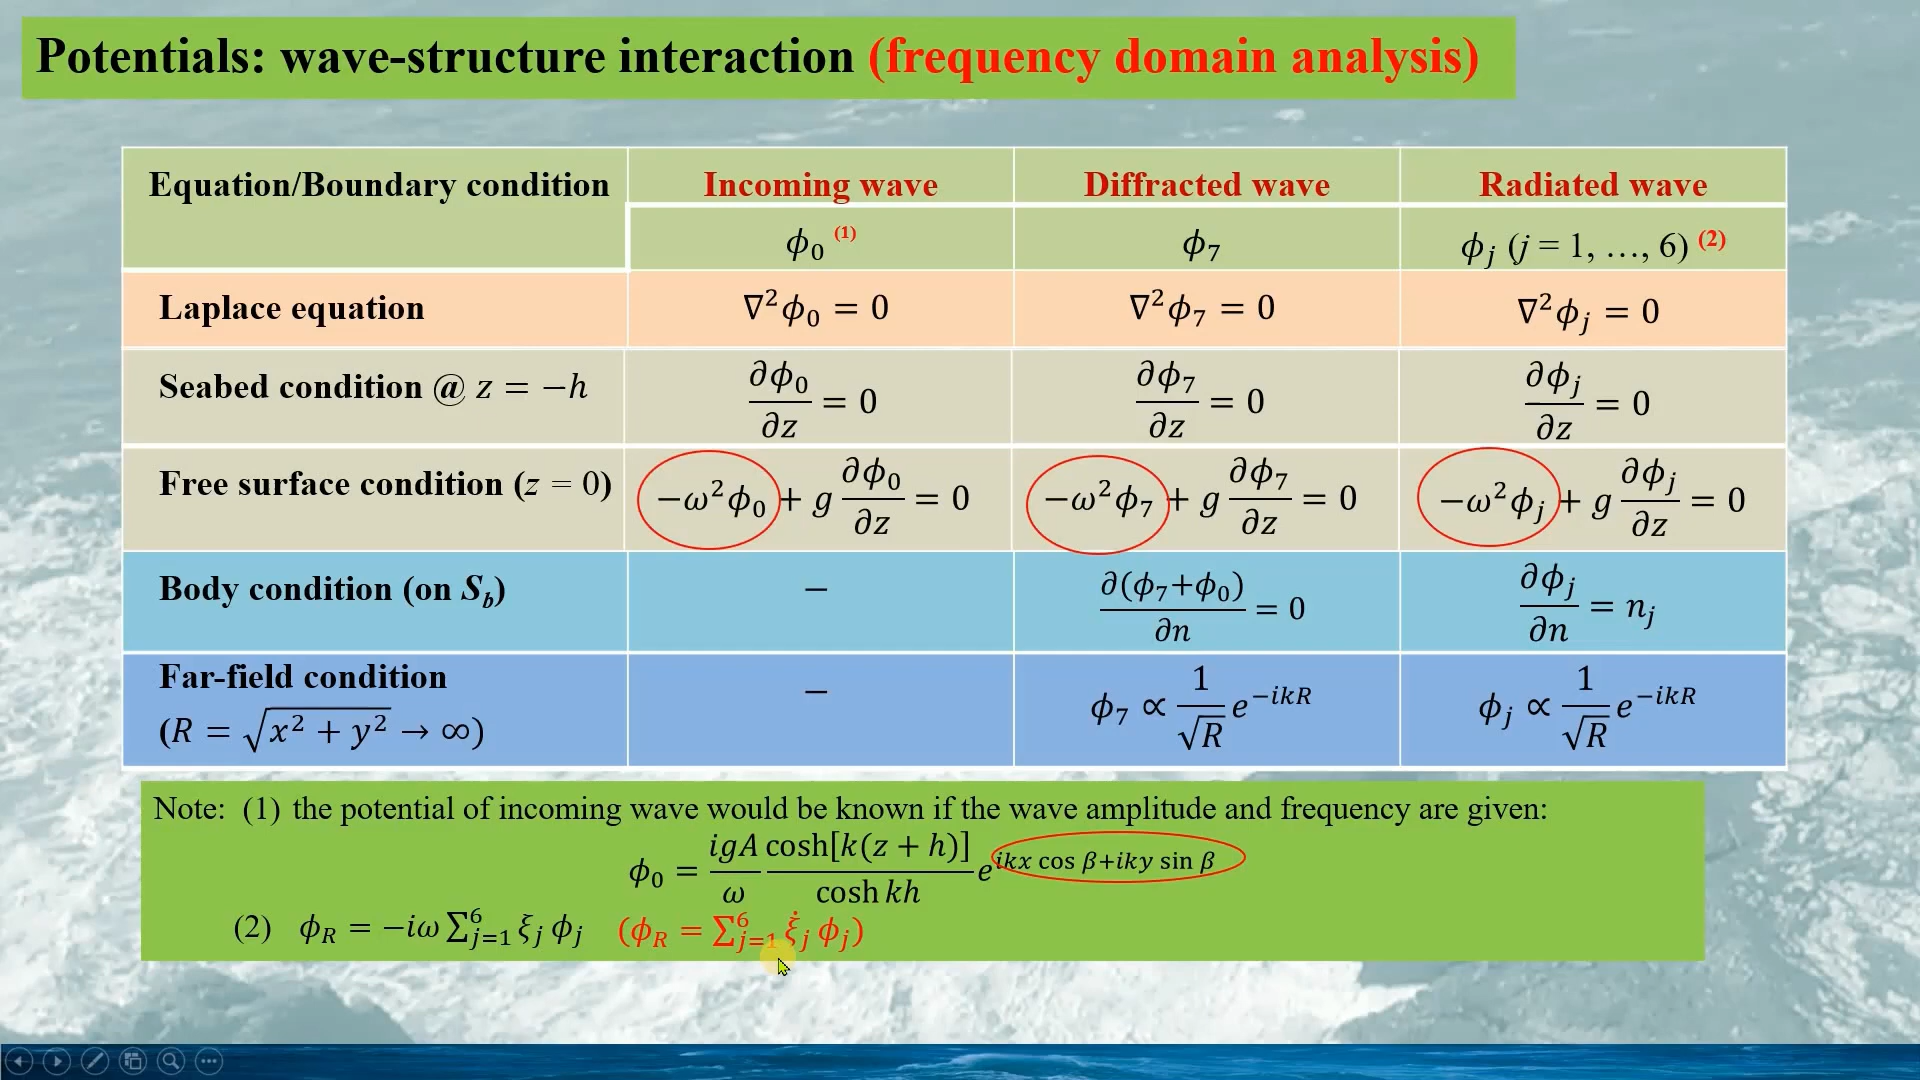 Potentials: wave-structure interaction (frequency domain analysis)
Equation/Boundary condition Incoming wave Diffracted wave Radiated wave
ϕ₀ (1) ϕ₇ ϕⱼ (j = 1, …, 6) (2)
Laplace equation ∇²ϕ₀ = 0 ∇²ϕ₇ = 0 ∇²ϕⱼ = 0
Seabed condition @ z = −h ∂ϕ₀/∂z = 0 ∂ϕ₇/∂z = 0 ∂ϕⱼ/∂z = 0
Free surface condition (z = 0) −ω²ϕ₀ + g ∂ϕ₀/∂z = 0 −ω²ϕ₇ + g ∂ϕ₇/∂z = 0 −ω²ϕⱼ + g ∂ϕⱼ/∂z = 0
Body condition (on S_b) − ∂(ϕ₇+ϕ₀)/∂n = 0 ∂ϕⱼ/∂n = nⱼ
Far-field condition
(R = √(x² + y²) → ∞) − ϕ₇ ∝ 1/√R e^{−ikR} ϕⱼ ∝ 1/√R e^{−ikR}
Note: (1) the potential of incoming wave would be known if the wave amplitude and frequency are given:
ϕ₀ = igA/ω cosh[k(z + h)]/cosh kh e^{ikx cos β+iky sin β}
(2) ϕ_R = −iω ∑_{j=1}^{6} ξⱼ ϕⱼ (ϕ_R = ∑_{j=1}^{6} ξ̇ⱼ ϕⱼ)